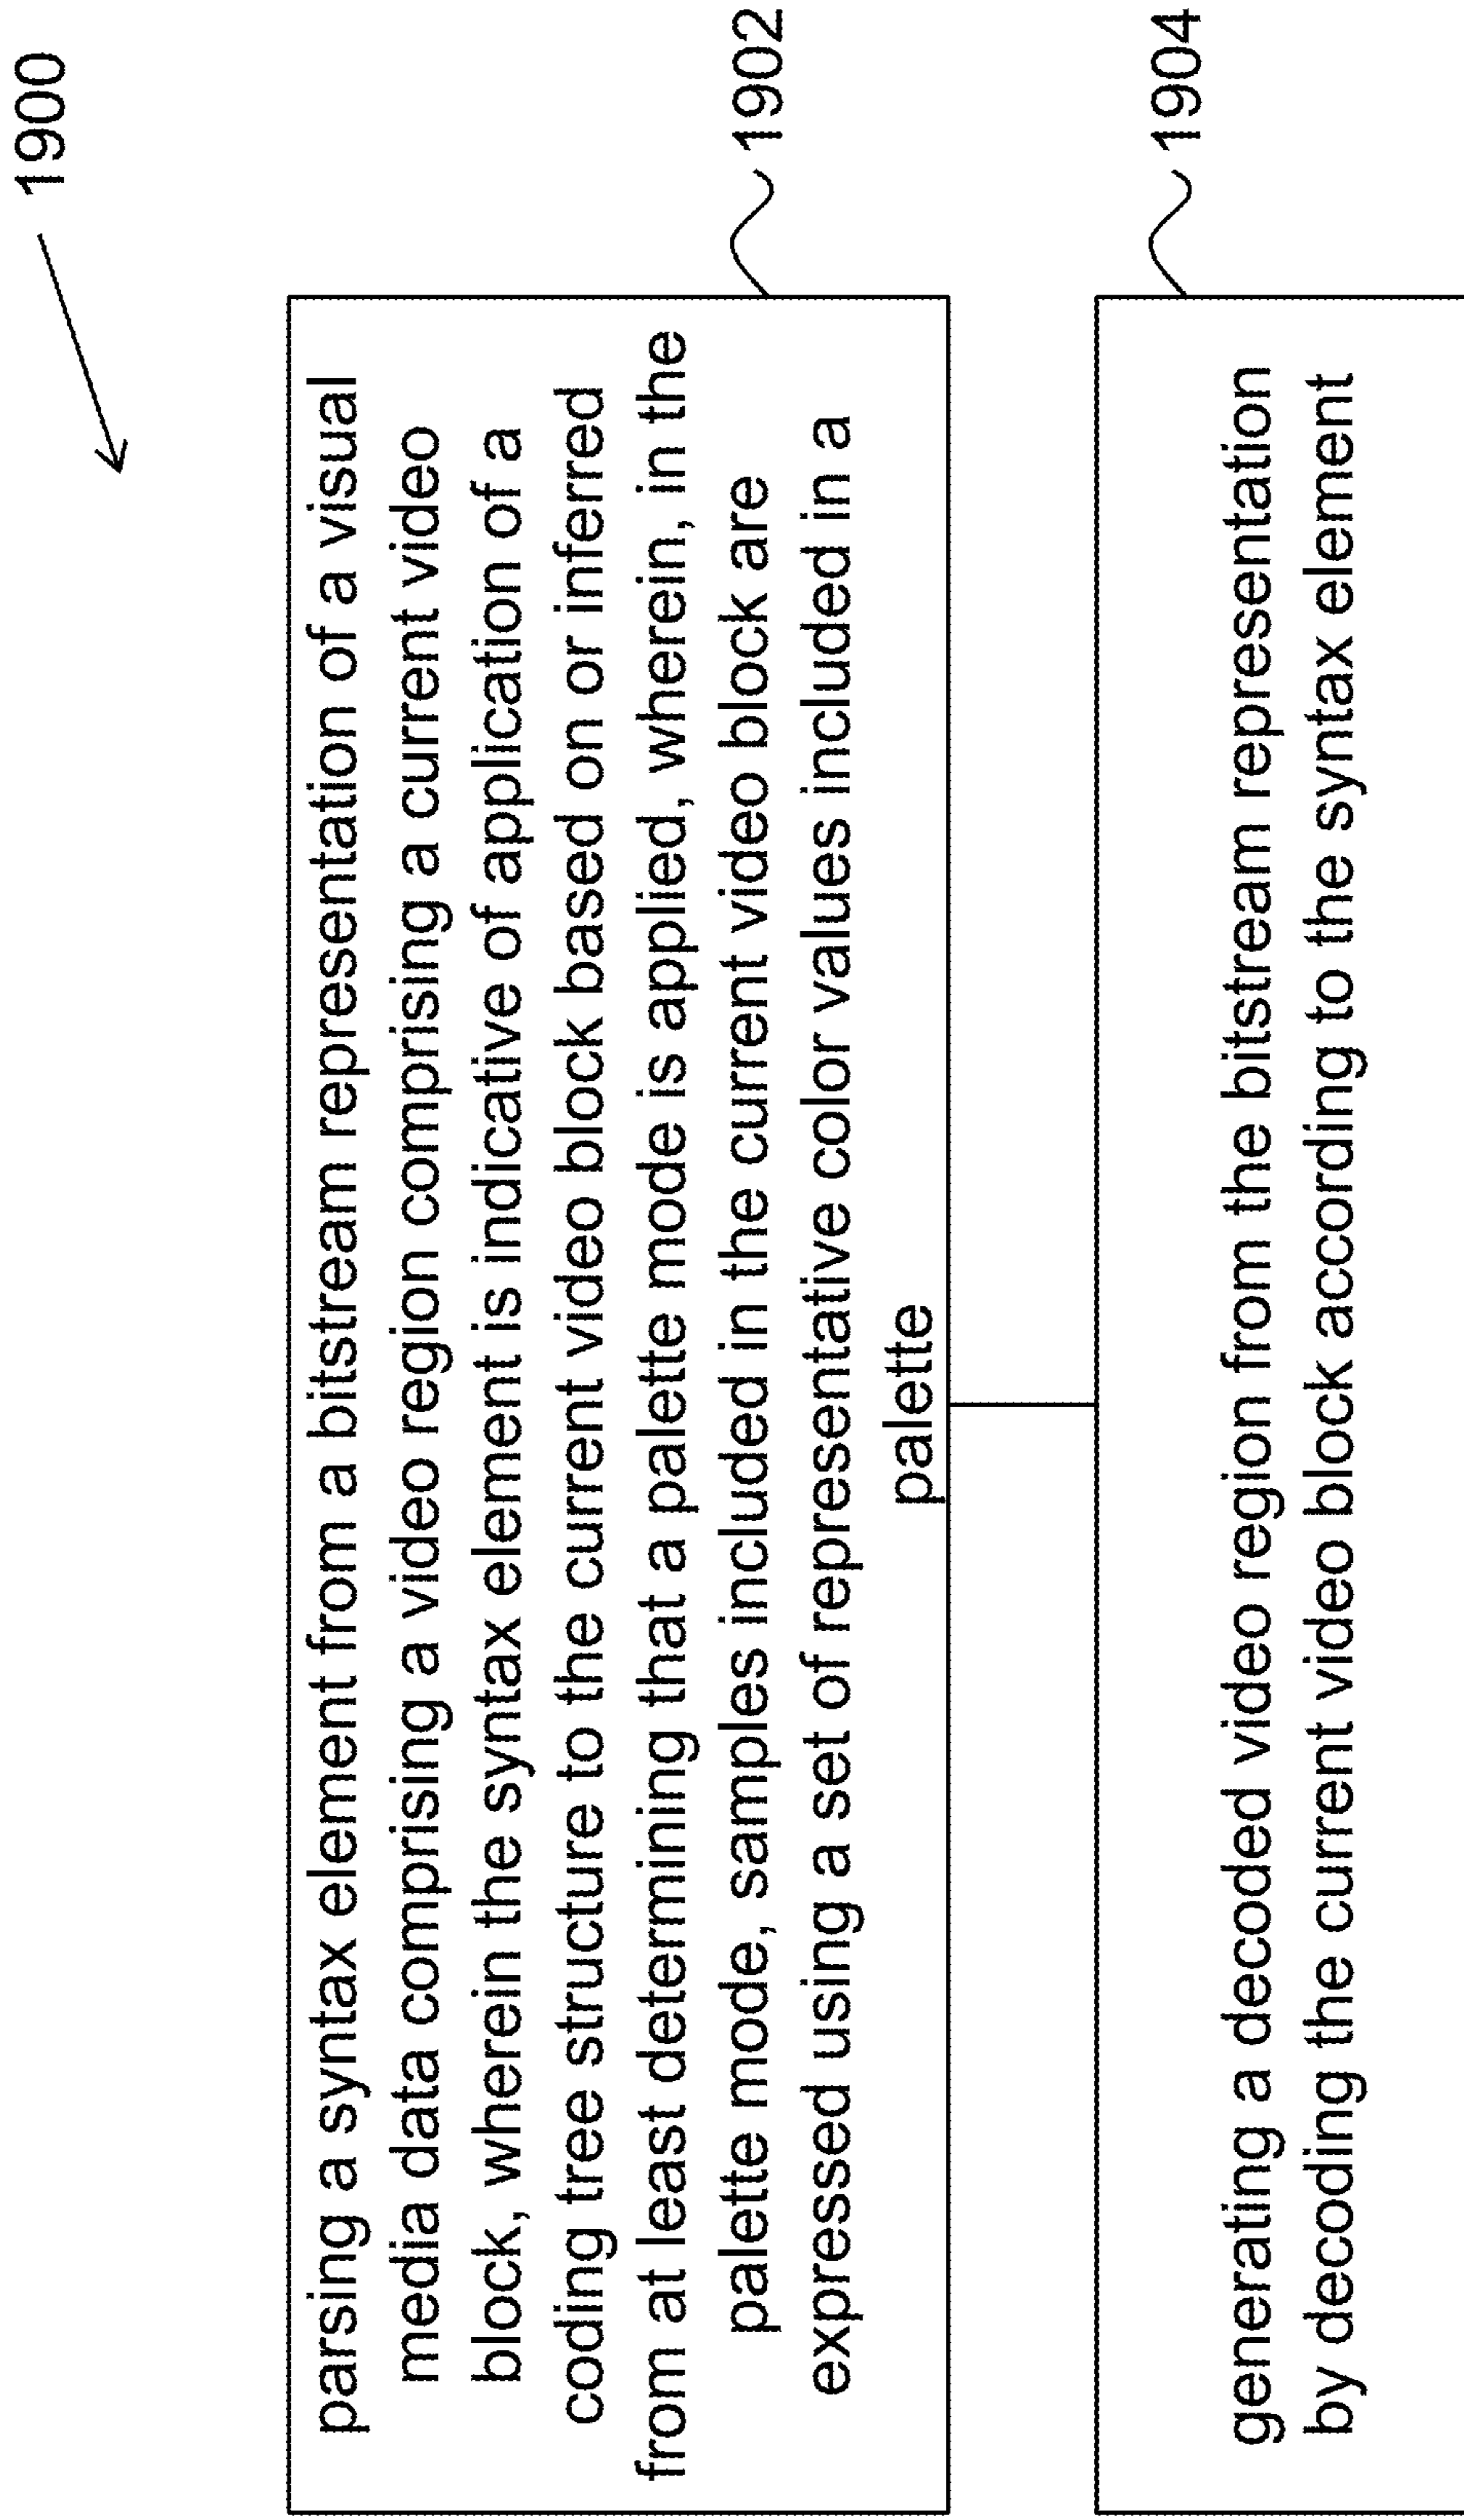 1900
parsing a syntax element from a bitstream representation of a visual
media data comprising a video region comprising a current video
block, wherein the syntax element is indicative of application of a
coding tree structure to the current video block based on or inferred
from at least determining that a palette mode is applied, wherein, in the
palette mode, samples included in the current video block are
expressed using a set of representative color values included in a
palette
1902
generating a decoded video region from the bitstream representation
by decoding the current video block according to the syntax element
1904